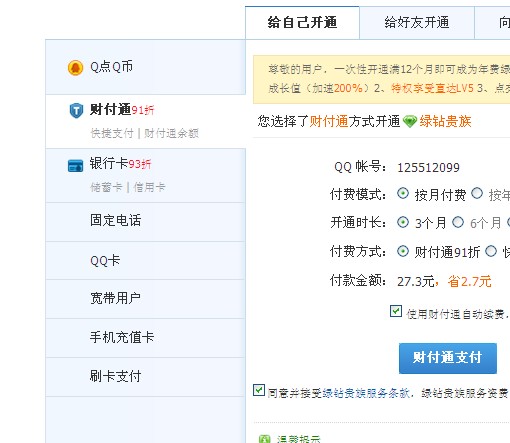 给自己开通
给好友开通
向
Q点Q币
财付通91折
快捷支付 | 财付通余额
银行卡93折
储蓄卡 | 信用卡
固定电话
QQ卡
宽带用户
手机充值卡
刷卡支付
尊敬的用户，一次性开通满12个月即可成为年费绿
成长值（加速200%）2、特权享受直达LV5 3、点
您选择了财付通方式开通绿钻贵族
QQ 帐号： 125512099
付费模式： 按月付费 按年
开通时长： 3个月 6个月
付费方式： 财付通91折
付款金额： 27.3元，省2.7元
使用财付通自动续费，
财付通支付
同意并接受绿钻贵族服务条款，绿钻贵族服务资费
温馨提示